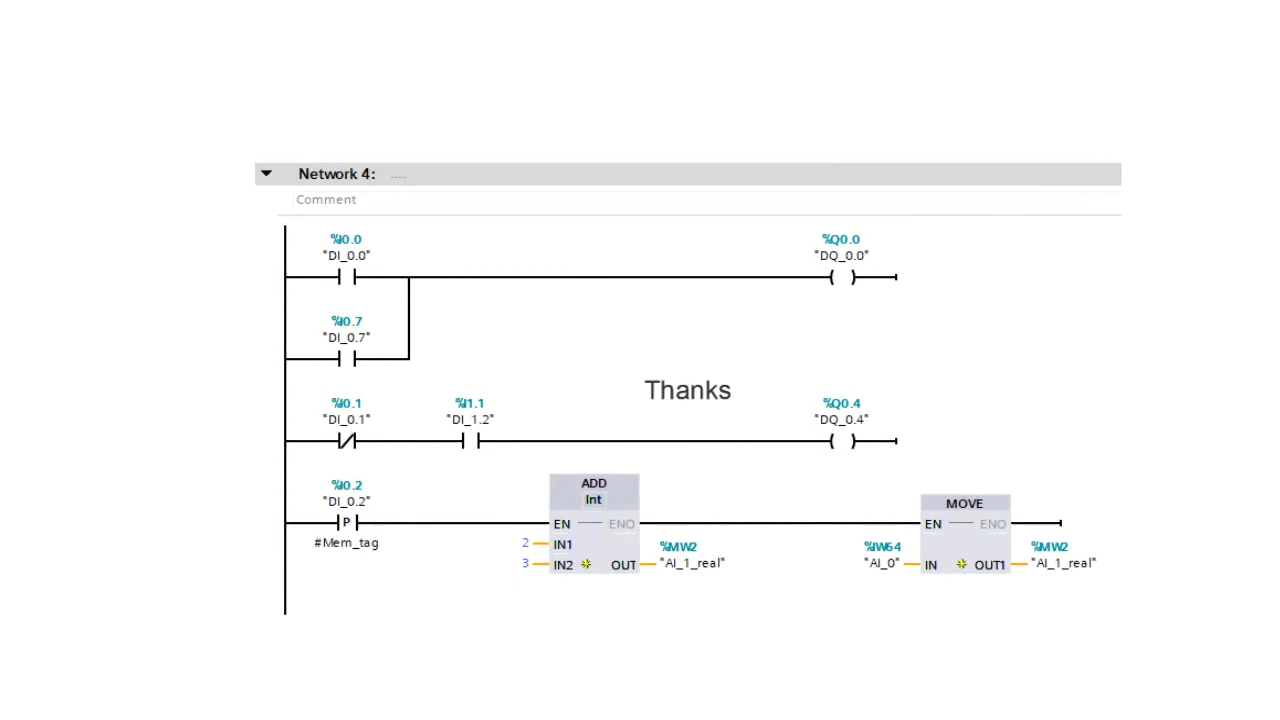 Network 4: .....
Comment
%I0.0
"DI_0.0"
%Q0.0
"DQ_0.0"
%I0.7
"DI_0.7"
Thanks
%I0.1
"DI_0.1"
%I1.1
"DI_1.2"
%Q0.4
"DQ_0.4"
%I0.2
"DI_0.2"
P
#Mem_tag
ADD
Int
EN ENO
2 IN1
3 IN2 OUT
%MW2
"AI_1_real"
MOVE
EN ENO
%IW64
"AI_0"
IN OUT1
%MW2
"AI_1_real"